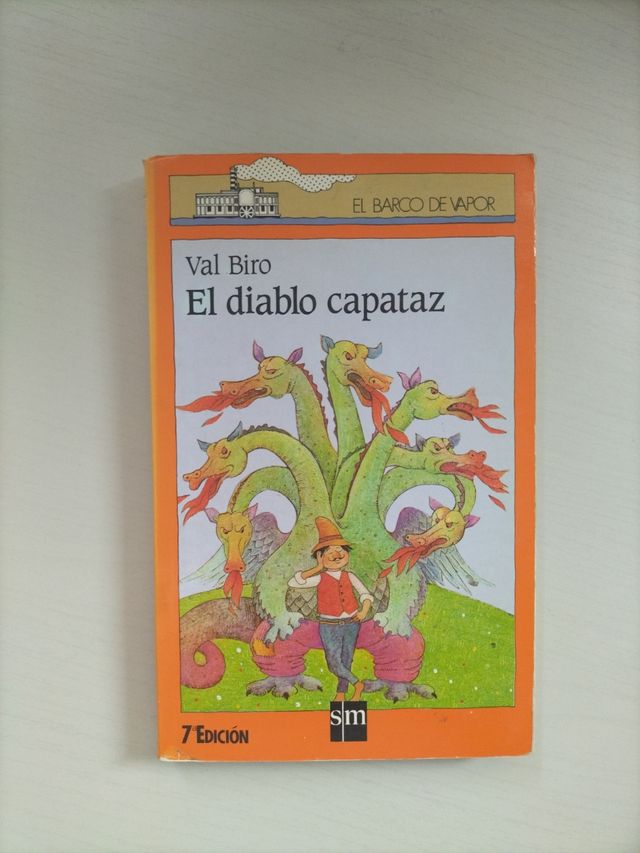 EL BARCO DE VAPOR
Val Biro
El diablo capataz
sm
7ª EDICIÓN